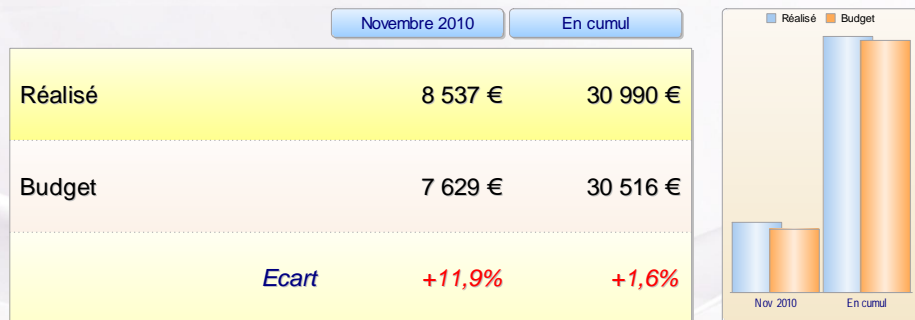 Novembre 2010 En cumul
Réalisé 8 537 € 30 990 €
Budget 7 629 € 30 516 €
Ecart +11,9% +1,6%
Réalisé Budget
Nov 2010 En cumul